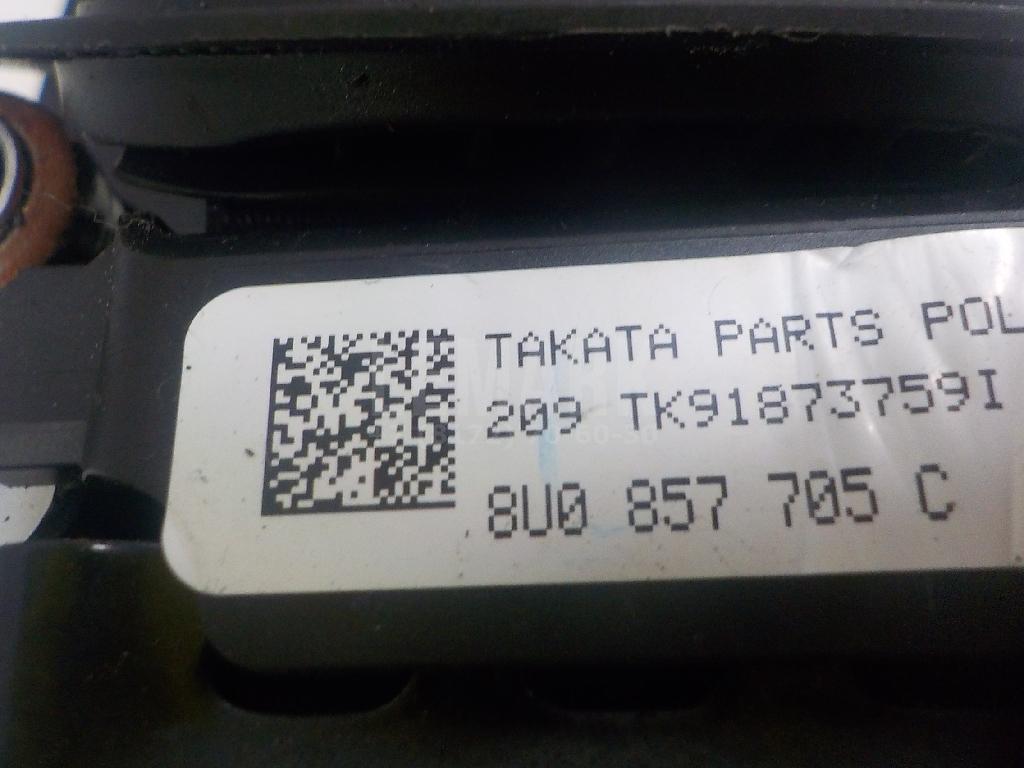 TAKATA PARTS POL
209 TK91873759I
8U0 857 705 C